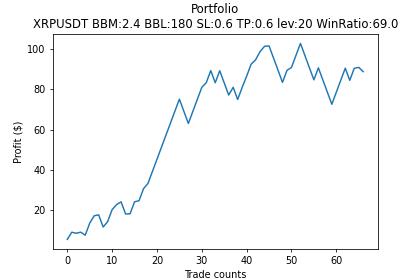 Portfolio
XRPUSDT BBM:2.4 BBL:180 SL:0.6 TP:0.6 lev:20 WinRatio:69.0
100
80
60
40
20
Profit ($)
0 10 20 30 40 50 60
Trade counts